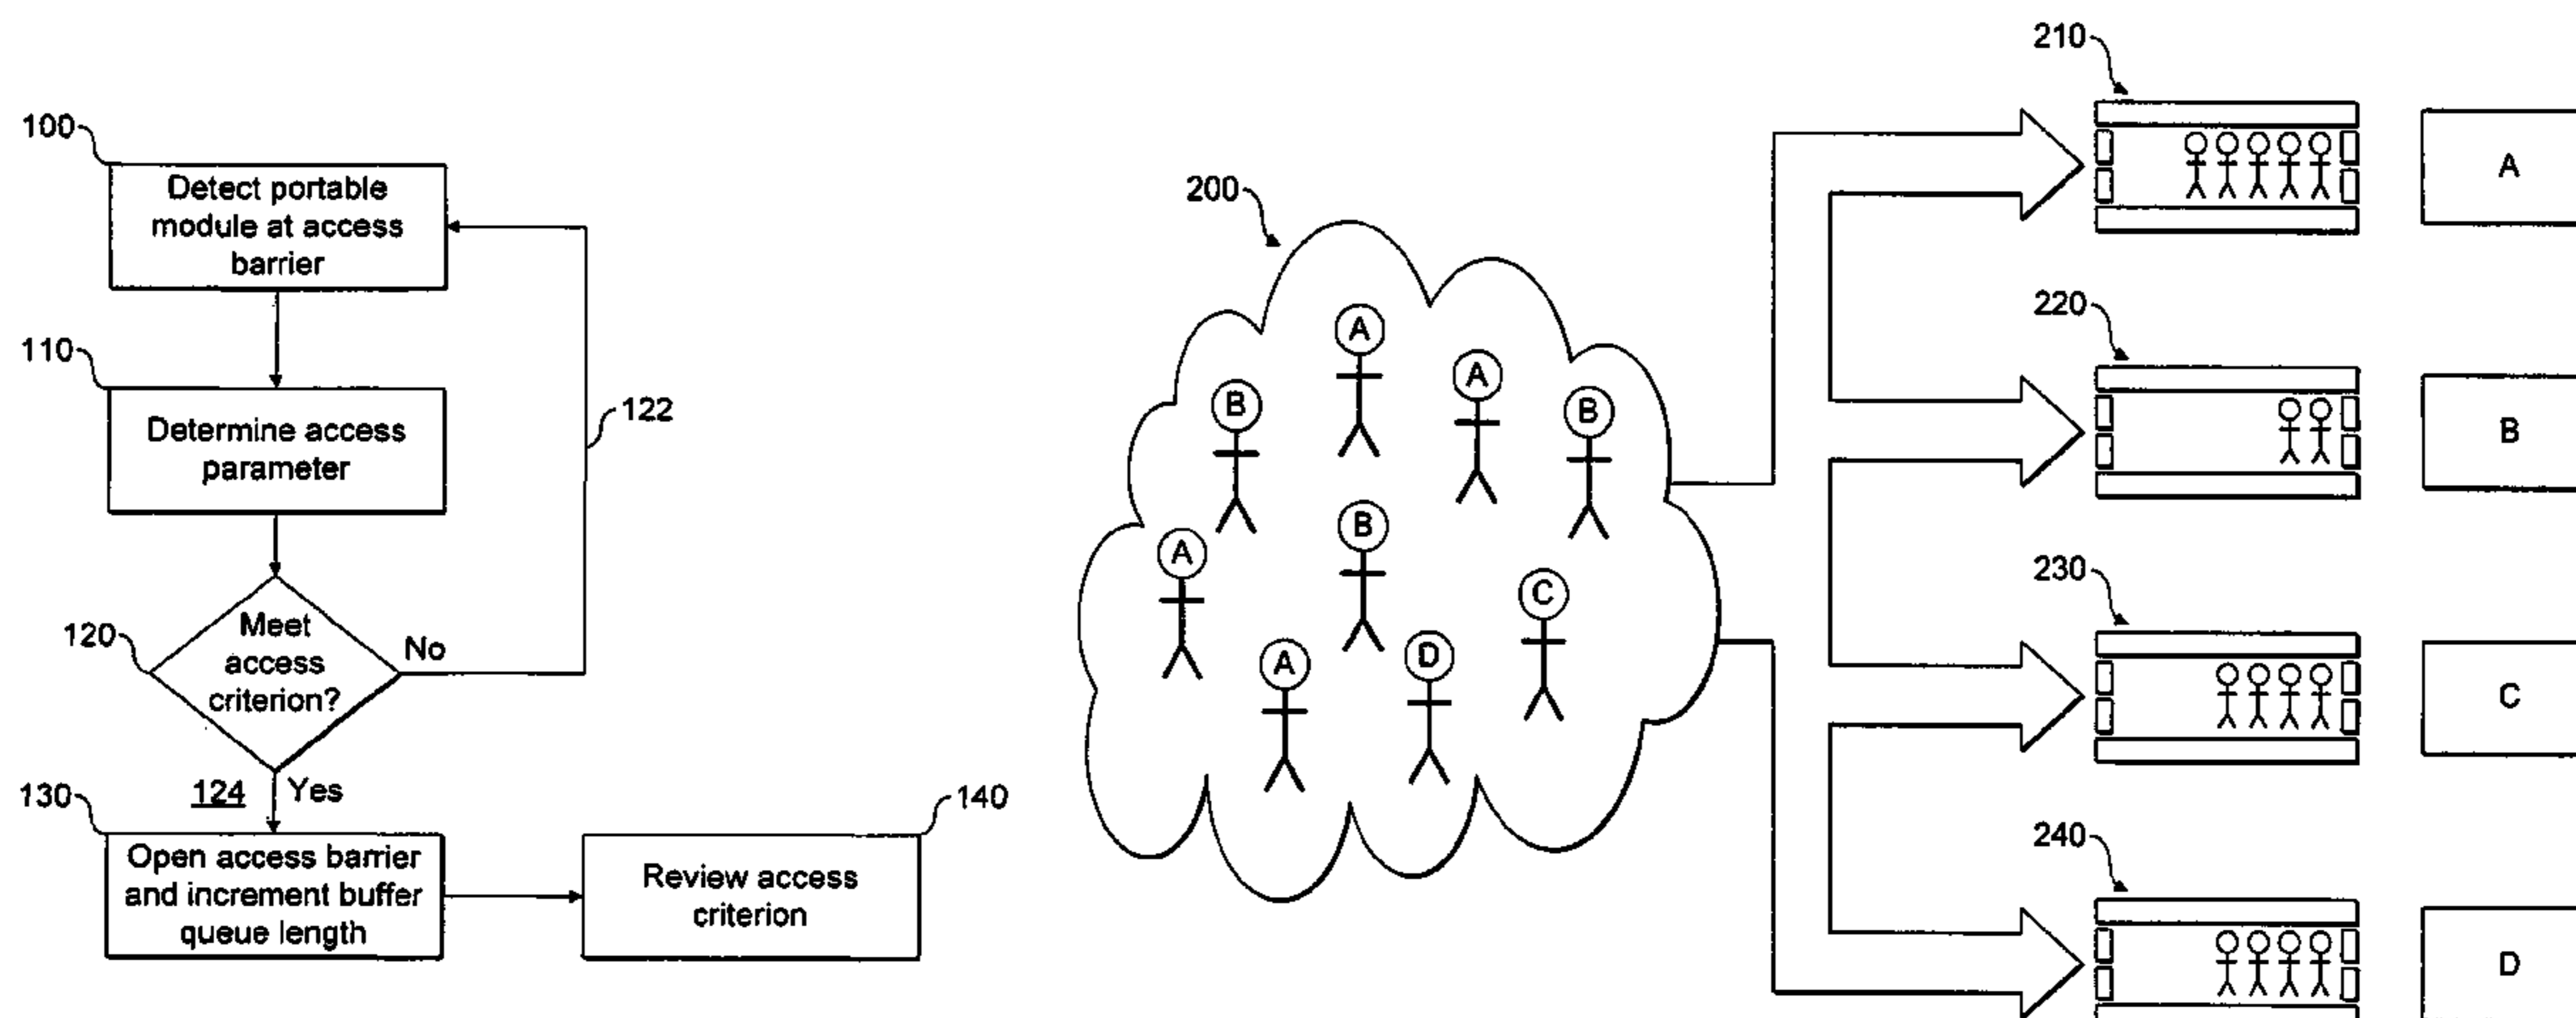 100
Detect portable
module at access
barrier
110
Determine access
parameter
122
120
Meet
access
criterion?
No
124
Yes
130
Open access barrier
and increment buffer
queue length
140
Review access
criterion
200
A
A
B
B
B
A
C
A
D
210
A
220
B
230
C
240
D